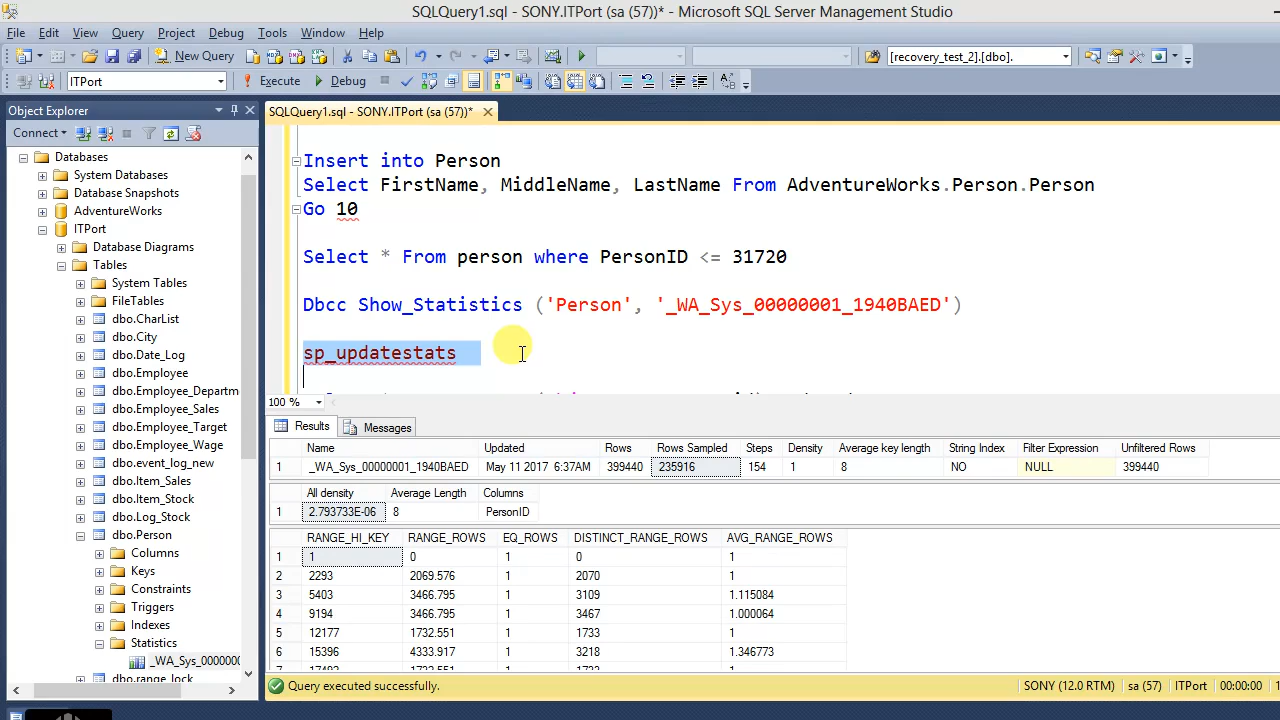 SQLQuery1.sql - SONY.ITPort (sa (57))* - Microsoft SQL Server Management Studio
File Edit View Query Project Debug Tools Window Help
New Query [recovery_test_2].[dbo].
ITPort Execute Debug
Object Explorer
Connect
Databases
System Databases
Database Snapshots
AdventureWorks
ITPort
Database Diagrams
Tables
System Tables
FileTables
dbo.CharList
dbo.City
dbo.Date_Log
dbo.Employee
dbo.Employee_Departm
dbo.Employee_Sales
dbo.Employee_Target
dbo.Employee_Wage
dbo.event_log_new
dbo.Item_Sales
dbo.Item_Stock
dbo.Log_Stock
dbo.Person
Columns
Keys
Constraints
Triggers
Indexes
Statistics
_WA_Sys_000000
dbo.range_lock
SQLQuery1.sql - SONY.ITPort (sa (57))*
Insert into Person
Select FirstName, MiddleName, LastName From AdventureWorks.Person.Person
Go 10
Select * From person where PersonID <= 31720
Dbcc Show_Statistics ('Person', '_WA_Sys_00000001_1940BAED')
sp_updatestats
100 %
Results Messages
Name Updated Rows Rows Sampled Steps Density Average key length String Index Filter Expression Unfiltered Rows
1 _WA_Sys_00000001_1940BAED May 11 2017 6:37AM 399440 235916 154 1 8 NO NULL 399440
All density Average Length Columns
1 2.793733E-06 8 PersonID
RANGE_HI_KEY RANGE_ROWS EQ_ROWS DISTINCT_RANGE_ROWS AVG_RANGE_ROWS
1 1 0 1 0 1
2 2293 2069.576 1 2070 1
3 5403 3466.795 1 3109 1.115084
4 9194 3466.795 1 3467 1.000064
5 12177 1732.551 1 1733 1
6 15396 4333.917 1 3218 1.346773
Query executed successfully. SONY (12.0 RTM) sa (57) ITPort 00:00:00